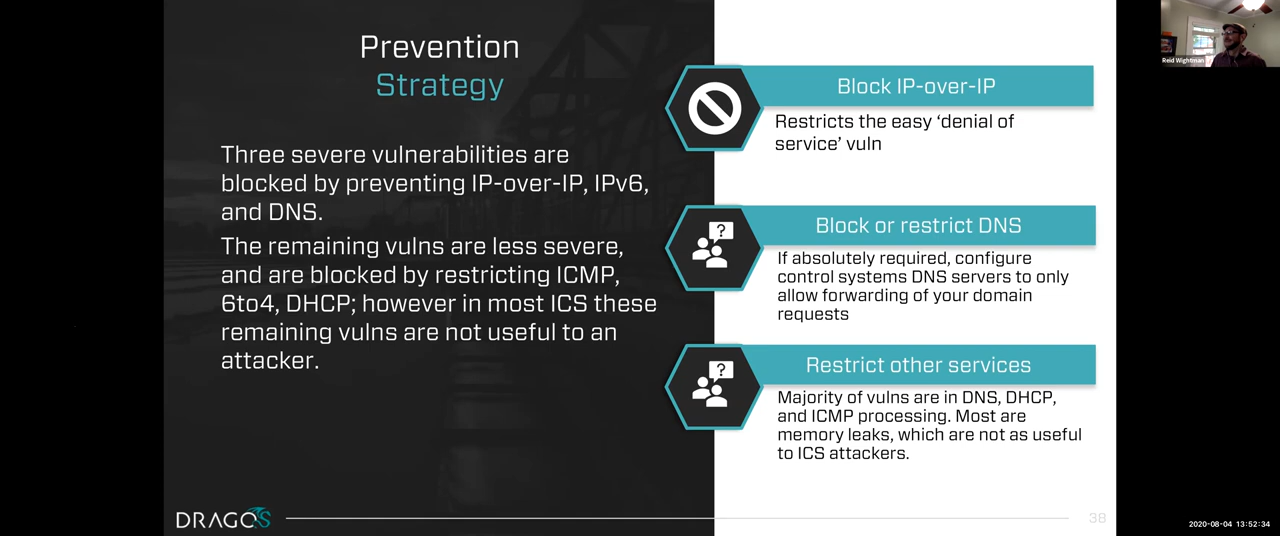 Prevention
Strategy
Three severe vulnerabilities are
blocked by preventing IP-over-IP, IPv6,
and DNS.
The remaining vulns are less severe,
and are blocked by restricting ICMP,
6to4, DHCP; however in most ICS these
remaining vulns are not useful to an
attacker.
Block IP-over-IP
Restricts the easy ‘denial of
service’ vuln
?
Block or restrict DNS
If absolutely required, configure
control systems DNS servers to only
allow forwarding of your domain
requests
?
Restrict other services
Majority of vulns are in DNS, DHCP,
and ICMP processing. Most are
memory leaks, which are not as useful
to ICS attackers.
DRAGOS
38
Reid Wightman
2020-08-04 13:52:34